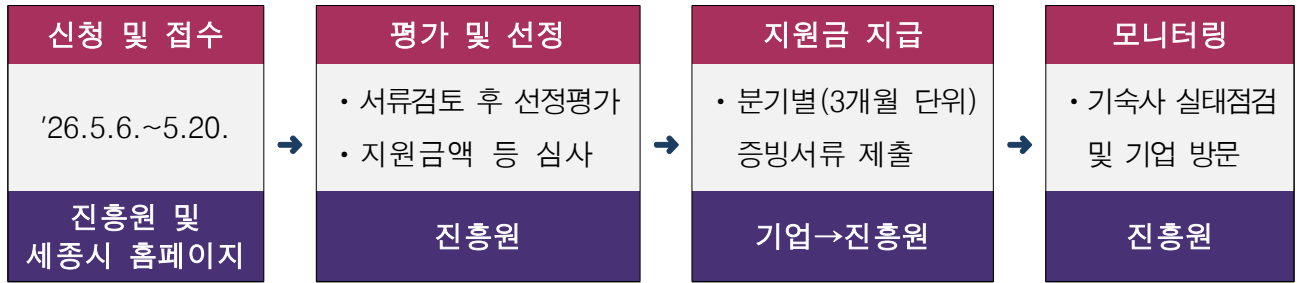 신청 및 접수
'26.5.6.~5.20.
진흥원 및
세종시 홈페이지
➜
평가 및 선정
・서류검토 후 선정평가
・지원금액 등 심사
진흥원
➜
지원금 지급
・분기별(3개월 단위)
증빙서류 제출
기업→진흥원
➜
모니터링
・기숙사 실태점검
및 기업 방문
진흥원